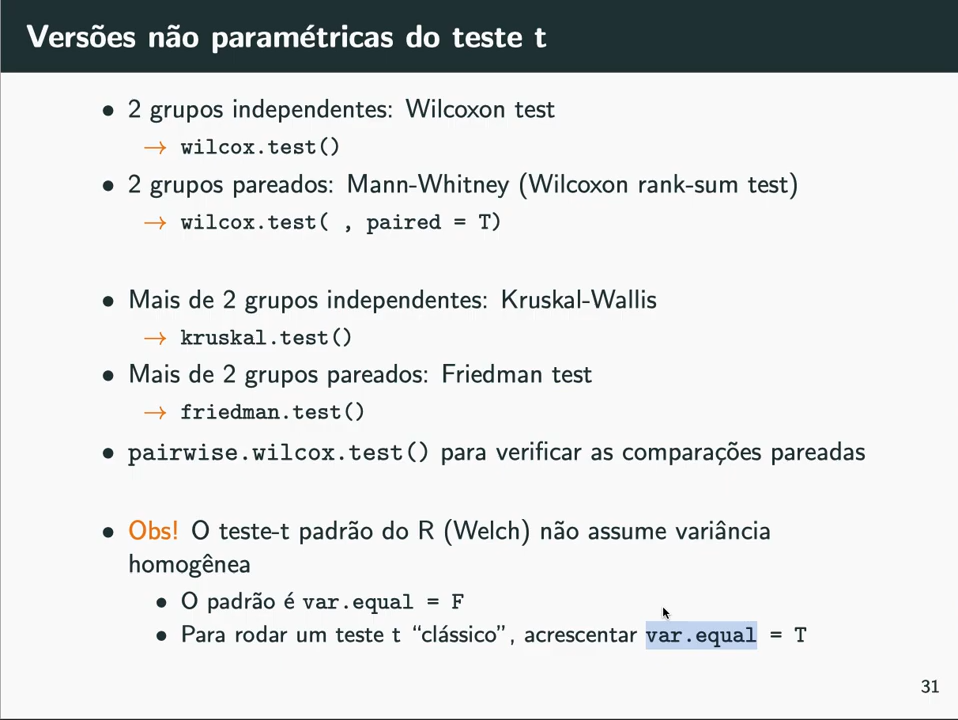 Versões não paramétricas do teste t
• 2 grupos independentes: Wilcoxon test
→ wilcox.test()
• 2 grupos pareados: Mann-Whitney (Wilcoxon rank-sum test)
→ wilcox.test( , paired = T)
• Mais de 2 grupos independentes: Kruskal-Wallis
→ kruskal.test()
• Mais de 2 grupos pareados: Friedman test
→ friedman.test()
• pairwise.wilcox.test() para verificar as comparações pareadas
• Obs! O teste-t padrão do R (Welch) não assume variância
homogênea
• O padrão é var.equal = F
• Para rodar um teste t “clássico”, acrescentar var.equal = T
31